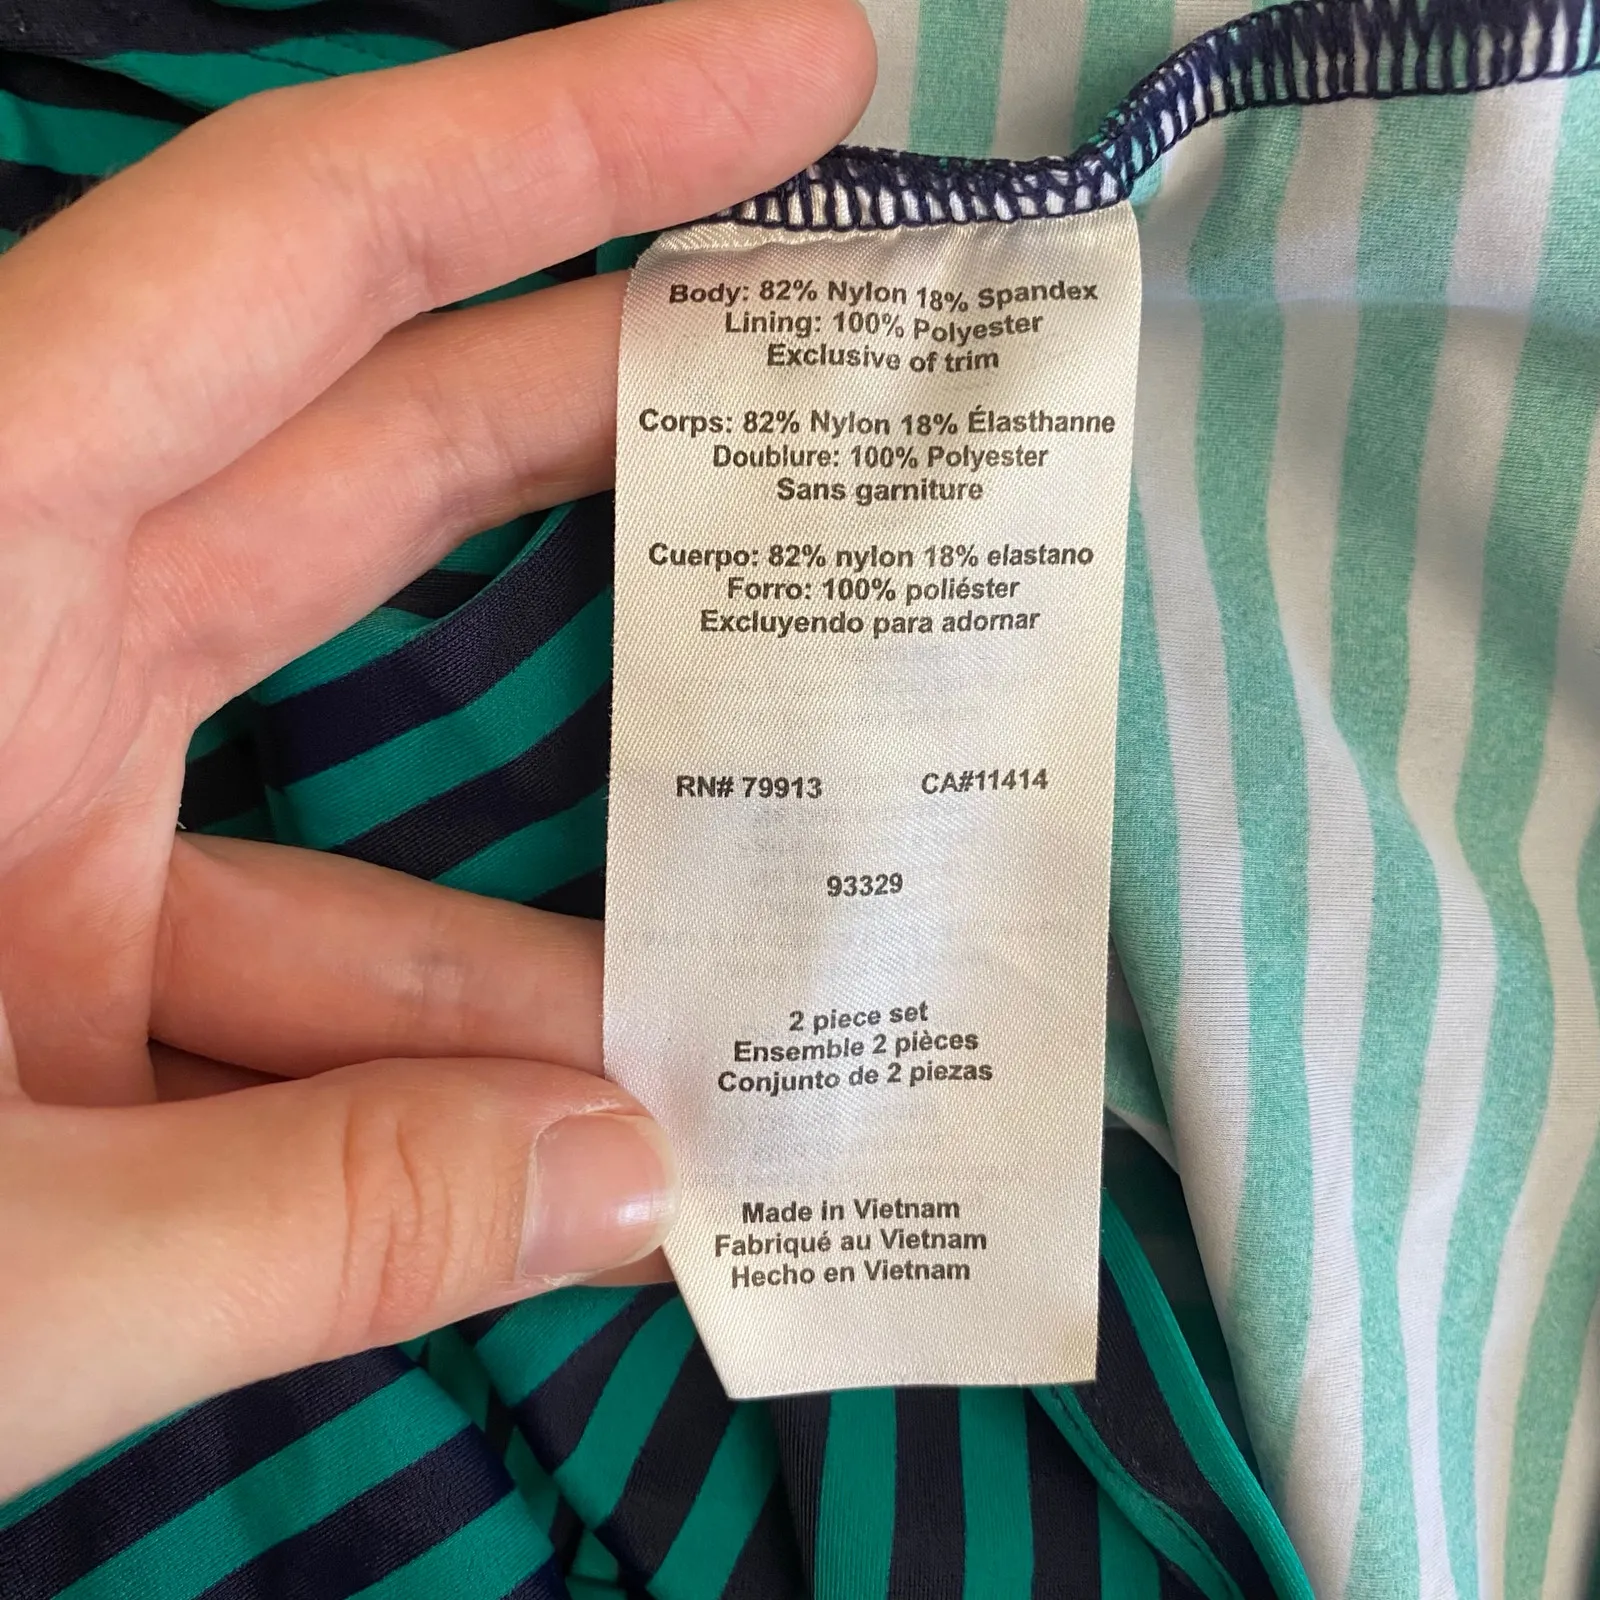 Body: 82% Nylon 18% Spandex
Lining: 100% Polyester
Exclusive of trim
Corps: 82% Nylon 18% Élasthanne
Doublure: 100% Polyester
Sans garniture
Cuerpo: 82% nylon 18% elastano
Forro: 100% poliéster
Excluyendo para adornar
RN# 79913 CA#11414
93329
2 piece set
Ensemble 2 pièces
Conjunto de 2 piezas
Made in Vietnam
Fabriqué au Vietnam
Hecho en Vietnam